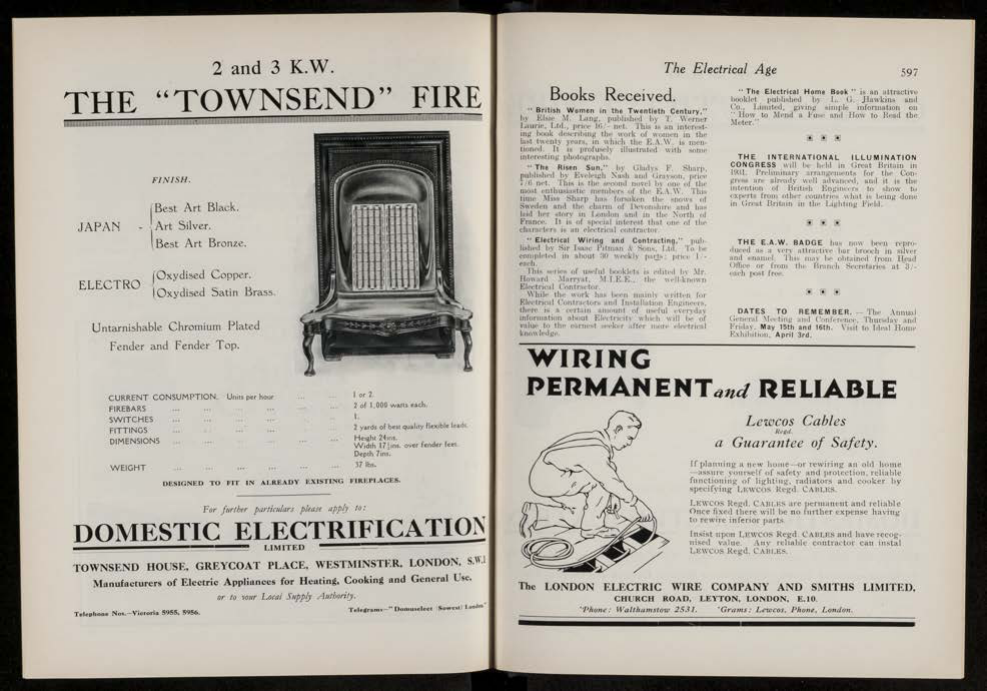 2 and 3 K.W.
THE "TOWNSEND" FIRE
FINISH.
JAPAN - Best Art Black.
Art Silver.
Best Art Bronze.
ELECTRO Oxydised Copper.
Oxydised Satin Brass.
Untarnishable Chromium Plated
Fender and Fender Top.
CURRENT CONSUMPTION. Units per hour ... ... 1 or 2.
FIREBARS ... ... ... ... ... ... 2 of 1,000 watts each.
SWITCHES ... ... ... ... ... ... 1.
FITTINGS ... ... ... ... ... ... 2 yards of best quality flexible leads.
DIMENSIONS ... ... ... ... ... ... Height 24ins.
Width 17½ins. over fender feet.
Depth 7ins.
WEIGHT ... ... ... ... ... ... 37 lbs.
DESIGNED TO FIT IN ALREADY EXISTING FIREPLACES.
For further particulars please apply to:
DOMESTIC ELECTRIFICATION
LIMITED
TOWNSEND HOUSE, GREYCOAT PLACE, WESTMINSTER, LONDON, S.W.1
Manufacturers of Electric Appliances for Heating, Cooking and General Use.
or to your Local Supply Authority.
Telephone Nos.—Victoria 5955, 5956. Telegrams—"Domuselect (Sowest) London"
The Electrical Age 597
Books Received.
"British Women in the Twentieth Century,"
by Elsie M. Lang, published by T. Werner
Laurie, Ltd., price 16/- net. This is an interest-
ing book describing the work of women in the
last twenty years, in which the E.A.W. is men-
tioned. It is profusely illustrated with some
interesting photographs.
"The Risen Sun," by Gladys F. Sharp,
published by Eveleigh Nash and Grayson, price
7/6 net. This is the second novel by one of the
most enthusiastic members of the E.A.W. This
time Miss Sharp has forsaken the snows of
Sweden and the charm of Devonshire and has
laid her story in London and in the North of
France. It is of special interest that one of the
characters is an electrical contractor.
"Electrical Wiring and Contracting," pub-
lished by Sir Isaac Pitman & Sons, Ltd. To be
completed in about 30 weekly parts; price 1/-
each.
This series of useful booklets is edited by Mr.
Howard Marryat, M.I.E.E., the well-known
Electrical Contractor.
While the work has been mainly written for
Electrical Contractors and Installation Engineers,
there is a certain amount of useful everyday
information about Electricity which will be of
value to the earnest seeker after more electrical
knowledge.
"The Electrical Home Book" is an attractive
booklet published by L. G. Hawkins and
Co., Limited, giving simple information on
"How to Mend a Fuse and How to Read the
Meter."
THE INTERNATIONAL ILLUMINATION
CONGRESS will be held in Great Britain in
1931. Preliminary arrangements for the Con-
gress are already well advanced, and it is the
intention of British Engineers to show to
experts from other countries what is being done
in Great Britain in the Lighting Field.
THE E.A.W. BADGE has now been repro-
duced as a very attractive bar brooch in silver
and enamel. This may be obtained from Head
Office or from the Branch Secretaries at 3/-
each post free.
DATES TO REMEMBER. — The Annual
General Meeting and Conference, Thursday and
Friday, May 15th and 16th. Visit to Ideal Home
Exhibition, April 3rd.
WIRING
PERMANENT and RELIABLE
Lewcos Cables
Regd.
a Guarantee of Safety.
If planning a new home—or rewiring an old home
—assure yourself of safety and protection, reliable
functioning of lighting, radiators and cooker by
specifying LEWCOS Regd. CABLES.
LEWCOS Regd. CABLES are permanent and reliable
Once fixed there will be no further expense having
to rewire inferior parts.
Insist upon LEWCOS Regd. CABLES and have recog-
nised value. Any reliable contractor can instal
LEWCOS Regd. CABLES.
The LONDON ELECTRIC WIRE COMPANY AND SMITHS LIMITED,
CHURCH ROAD, LEYTON, LONDON, E.10.
'Phone: Walthamstow 2531. 'Grams: Lewcos, Phone, London.